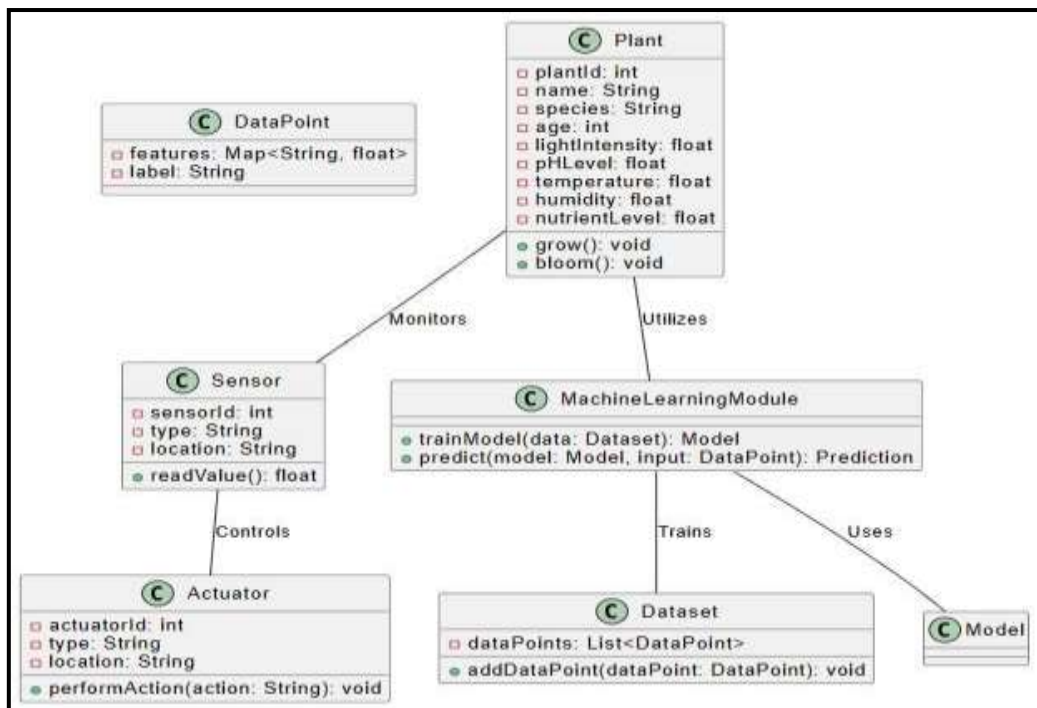 C Plant
plantId: int
name: String
species: String
age: int
lightIntensity: float
pHLevel: float
temperature: float
humidity: float
nutrientLevel: float
grow(): void
bloom(): void
C DataPoint
features: Map<String, float>
label: String
Monitors
Utilizes
C Sensor
sensorId: int
type: String
location: String
readValue(): float
C MachineLearningModule
trainModel(data: Dataset): Model
predict(model: Model, input: DataPoint): Prediction
Controls
Trains
Uses
C Actuator
actuatorId: int
type: String
location: String
performAction(action: String): void
C Dataset
dataPoints: List<DataPoint>
addDataPoint(dataPoint: DataPoint): void
C Model